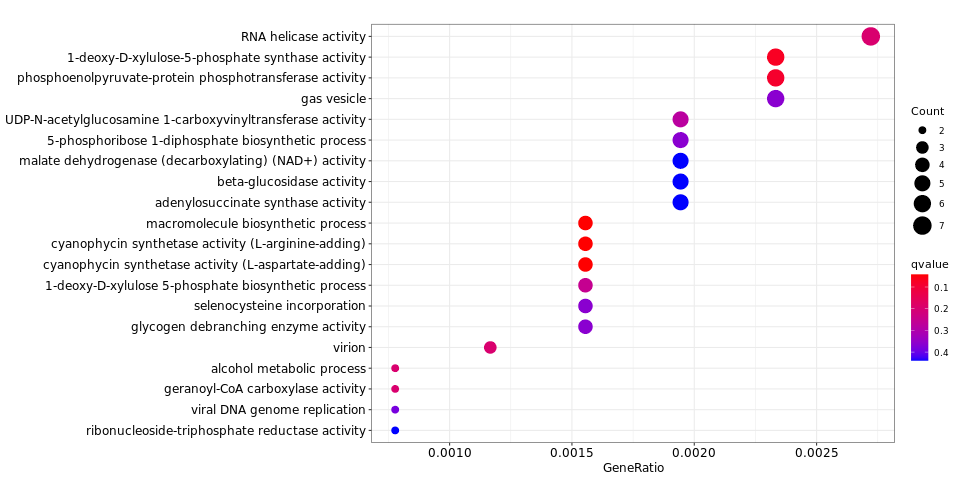 RNA helicase activity
1-deoxy-D-xylulose-5-phosphate synthase activity
phosphoenolpyruvate-protein phosphotransferase activity
gas vesicle
UDP-N-acetylglucosamine 1-carboxyvinyltransferase activity
5-phosphoribose 1-diphosphate biosynthetic process
malate dehydrogenase (decarboxylating) (NAD+) activity
beta-glucosidase activity
adenylosuccinate synthase activity
macromolecule biosynthetic process
cyanophycin synthetase activity (L-arginine-adding)
cyanophycin synthetase activity (L-aspartate-adding)
1-deoxy-D-xylulose 5-phosphate biosynthetic process
selenocysteine incorporation
glycogen debranching enzyme activity
virion
alcohol metabolic process
geranoyl-CoA carboxylase activity
viral DNA genome replication
ribonucleoside-triphosphate reductase activity
0.0010 0.0015 0.0020 0.0025
GeneRatio
Count
2
3
4
5
6
7
qvalue
0.1
0.2
0.3
0.4